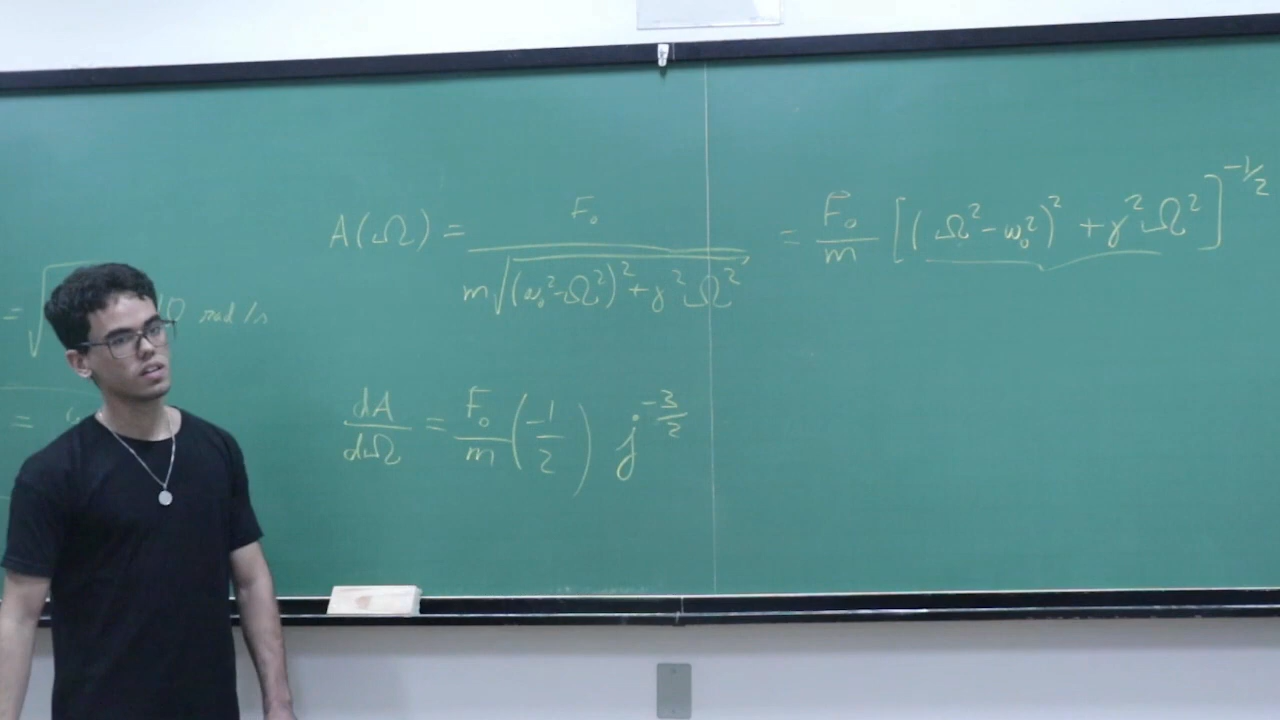 A(Ω) = F₀ / m√((ω₀²-Ω²)² + γ²Ω²) = F₀/m [(Ω²-ω₀²)² + γ²Ω²]^(-1/2)
= √ 10 rad/s
dA/dΩ = F₀/m (-1/2) j^(-3/2)
=